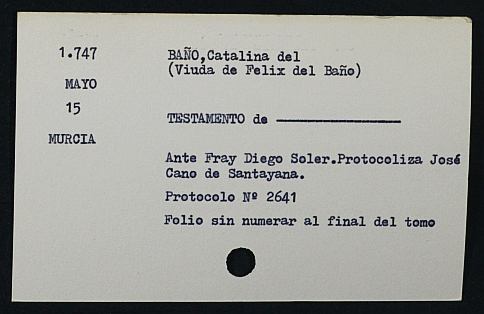 1.747
MAYO
15
MURCIA
BAÑO,Catalina del
(Viuda de Felix del Baño)
TESTAMENTO de
Ante Fray Diego Soler.Protocoliza José
Cano de Santayana.
Protocolo Nº 2641
Folio sin numerar al final del tomo